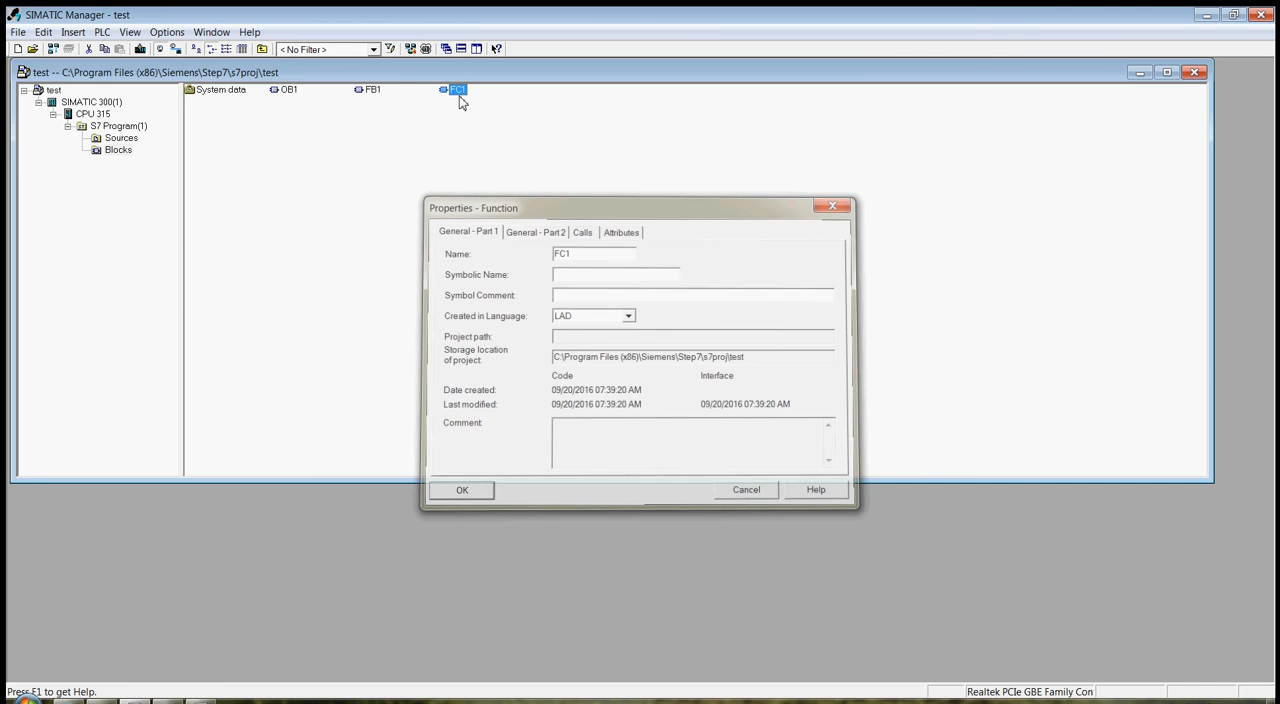 SIMATIC Manager - test
File Edit Insert PLC View Options Window Help
< No Filter >
test -- C:\Program Files (x86)\Siemens\Step7\s7proj\test
test
SIMATIC 300(1)
CPU 315
S7 Program(1)
Sources
Blocks
System data OB1 FB1 FC1
Properties - Function
General - Part 1 General - Part 2 Calls Attributes
Name: FC1
Symbolic Name:
Symbol Comment:
Created in Language: LAD
Project path:
Storage location
of project: C:\Program Files (x86)\Siemens\Step7\s7proj\test
Code Interface
Date created: 09/20/2016 07:39:20 AM
Last modified: 09/20/2016 07:39:20 AM 09/20/2016 07:39:20 AM
Comment:
OK Cancel Help
Press F1 to get Help. Realtek PCIe GBE Family Con